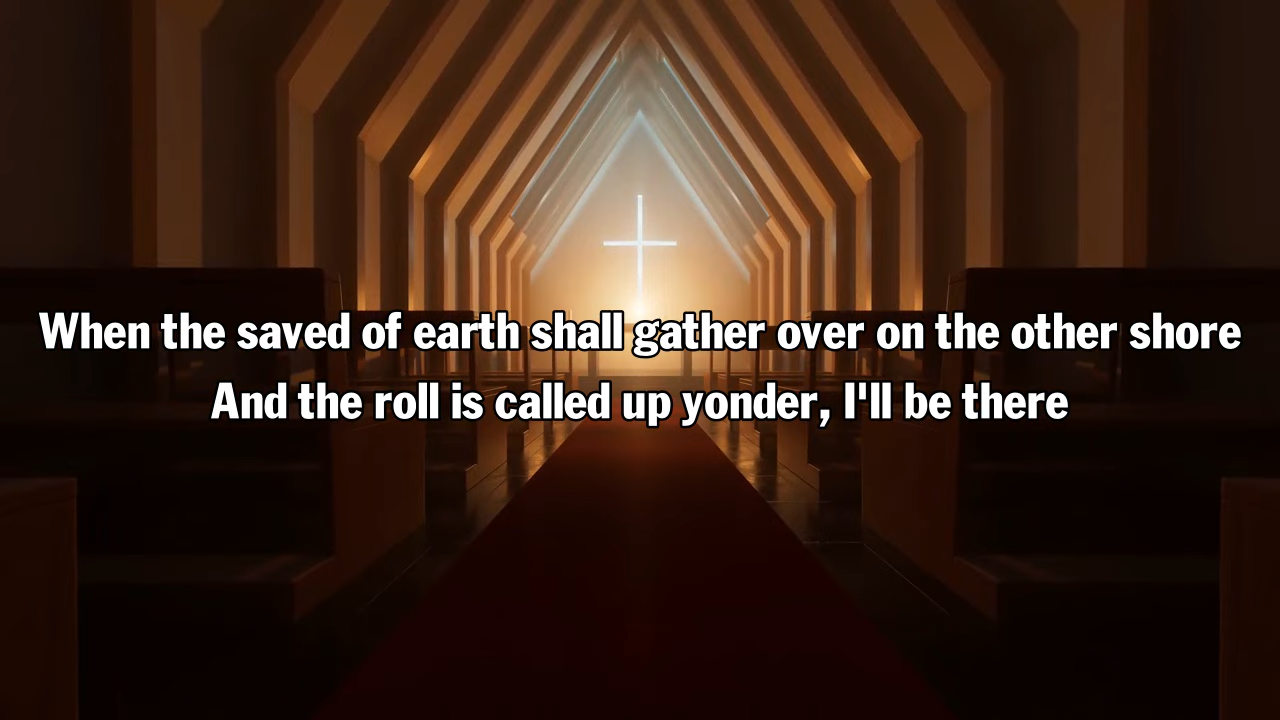 When the saved of earth shall gather over on the other shore
And the roll is called up yonder, I'll be there